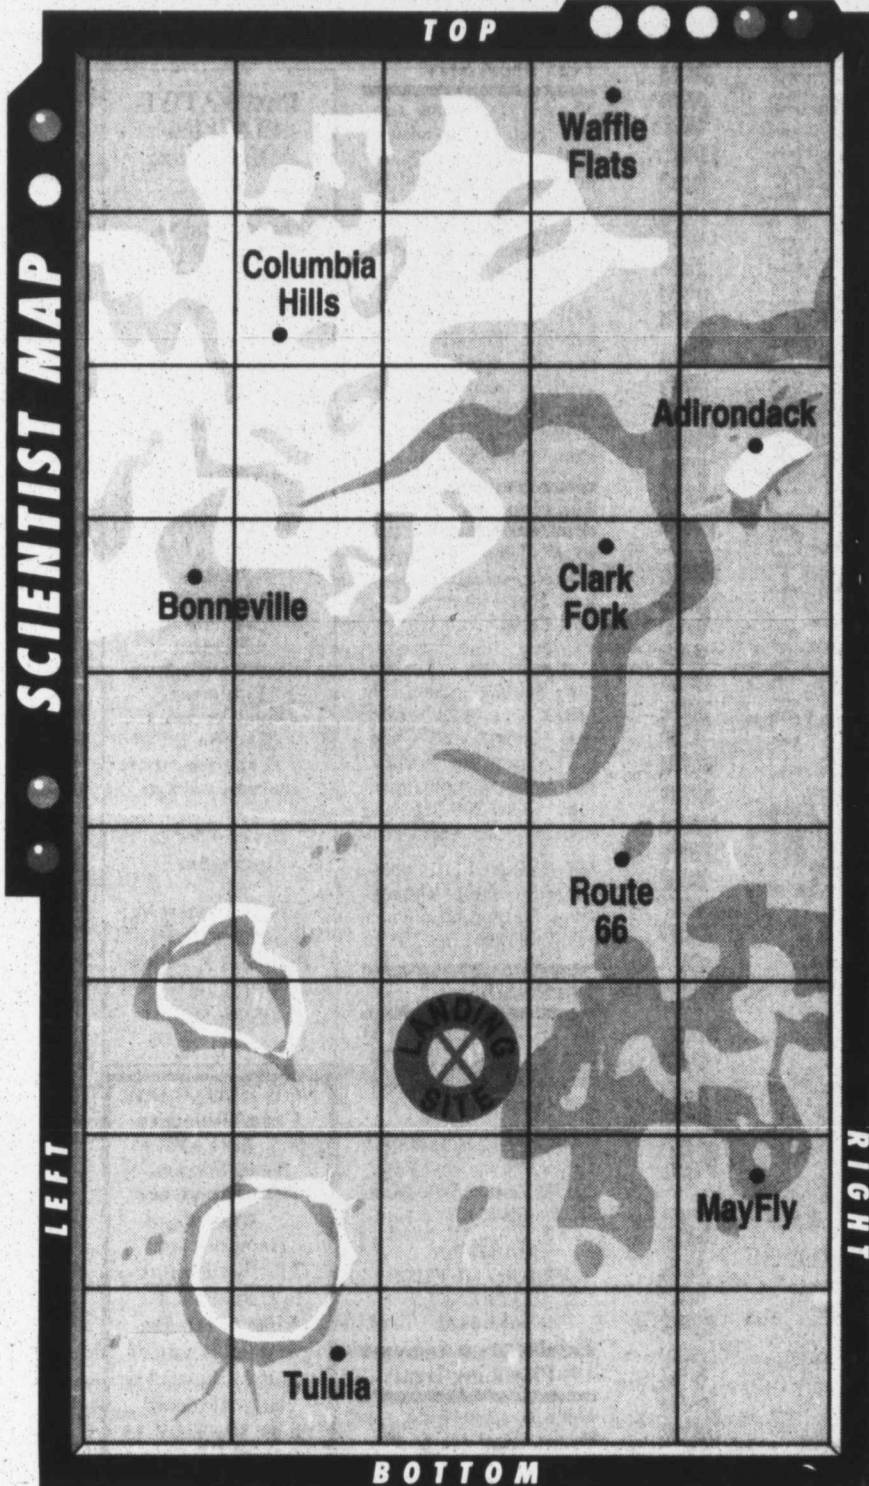 TOP
SCIENTIST MAP
Waffle
Flats
Columbia
Hills
Adirondack
Bonneville
Clark
Fork
Route
66
LANDING
SITE
LEFT
RIGHT
MayFly
Tulula
BOTTOM